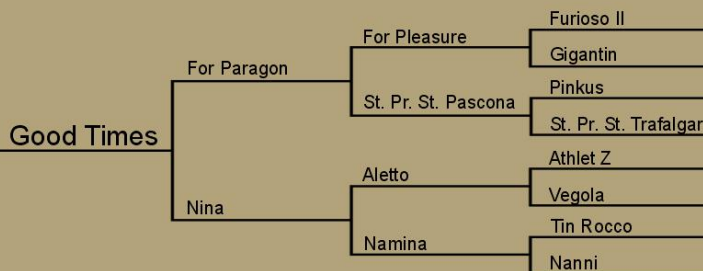 Good Times
For Paragon
Nina
For Pleasure
St. Pr. St. Pascona
Aletto
Namina
Furioso II
Gigantin
Pinkus
St. Pr. St. Trafalgar
Athlet Z
Vegola
Tin Rocco
Nanni